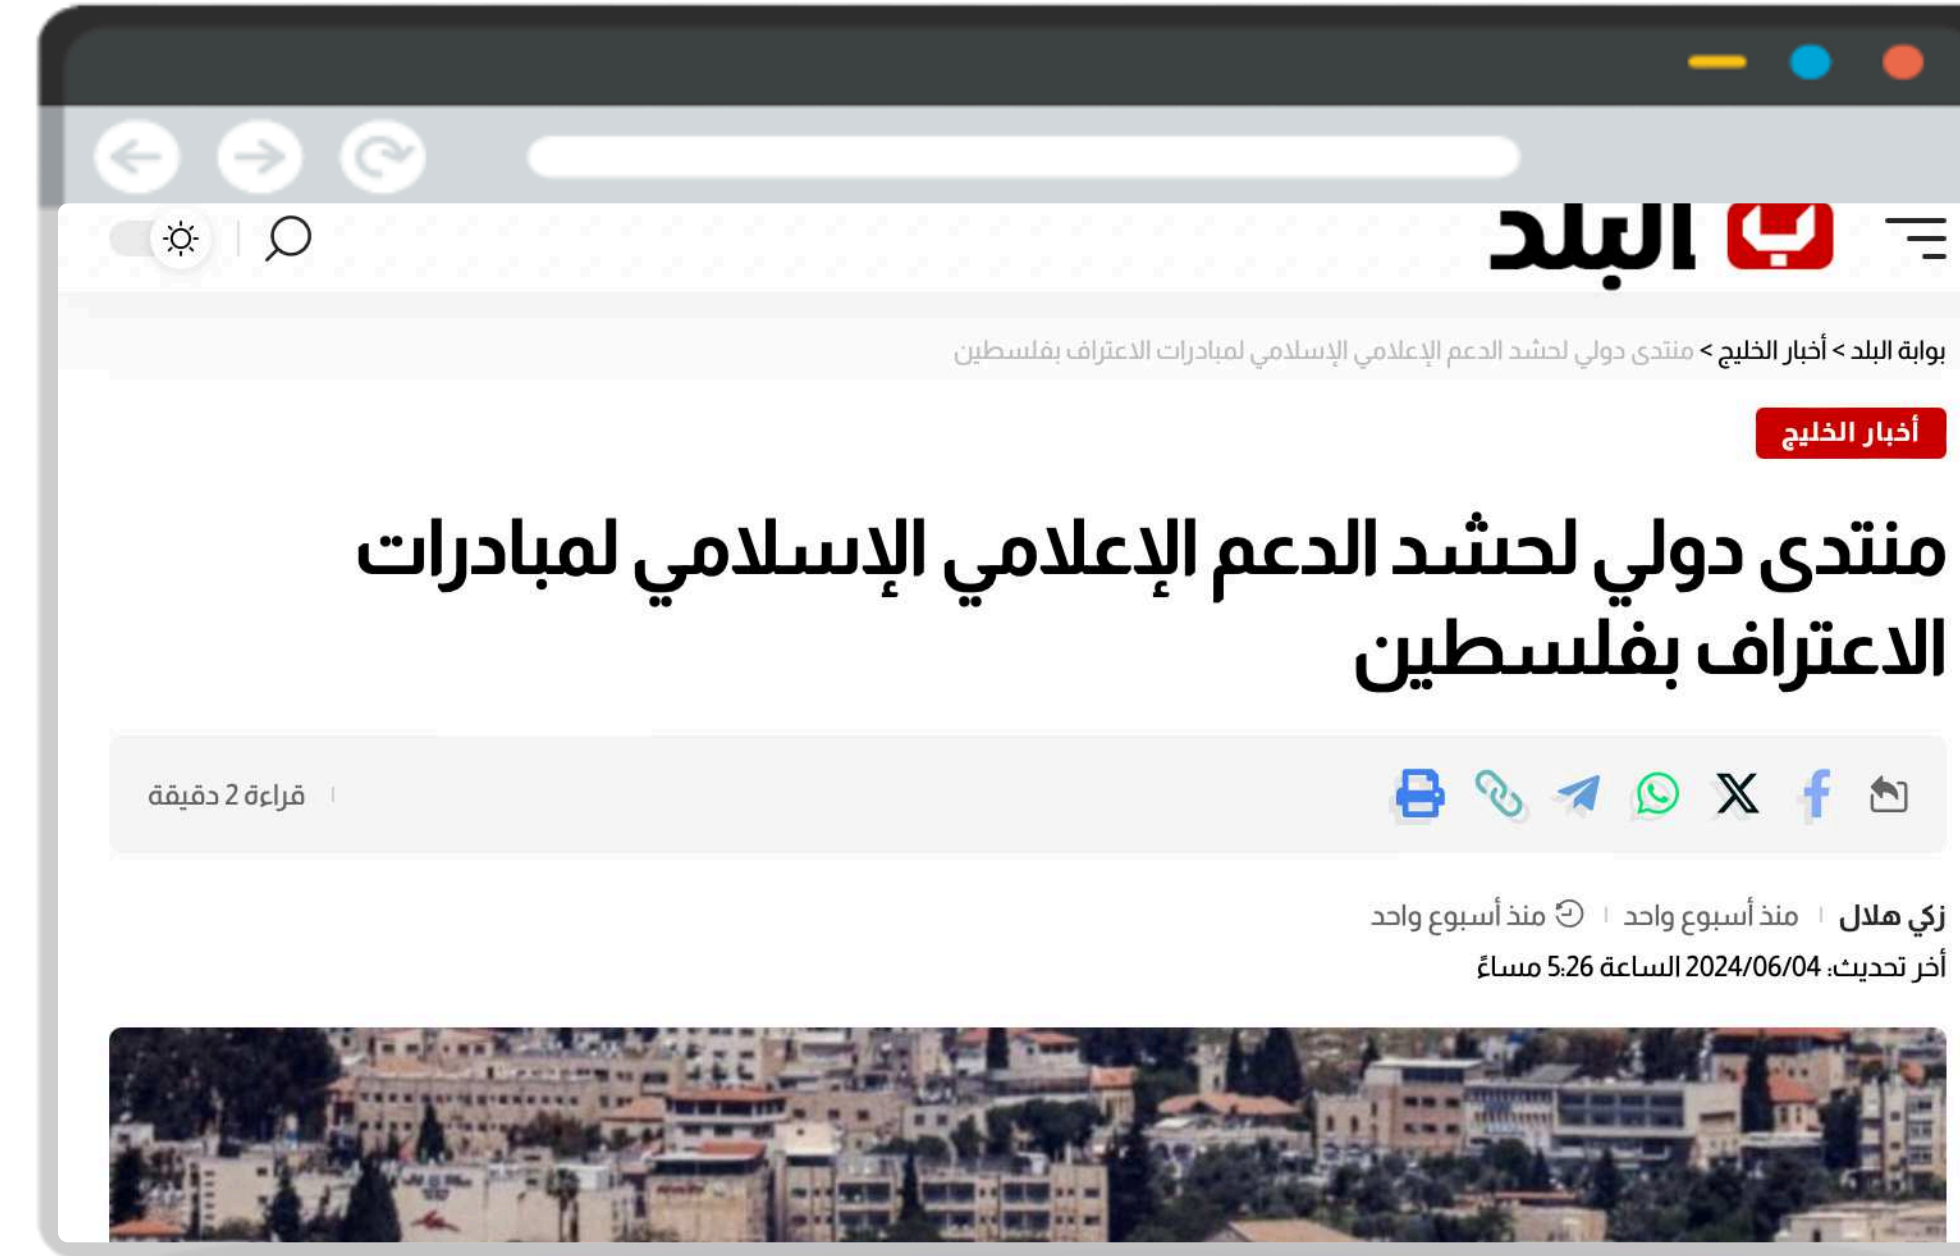 البلد
بوابة البلد > أخبار الخليج > منتدى دولي لحشد الدعم الإعلامي الإسلامي لمبادرات الاعتراف بفلسطين
أخبار الخليج
منتدى دولي لحشد الدعم الإعلامي الإسلامي لمبادرات
الاعتراف بفلسطين
قراءة 2 دقيقة
زكي هلال | منذ أسبوع واحد | منذ أسبوع واحد
أخر تحديث: 2024/06/04 الساعة 5:26 مساءً